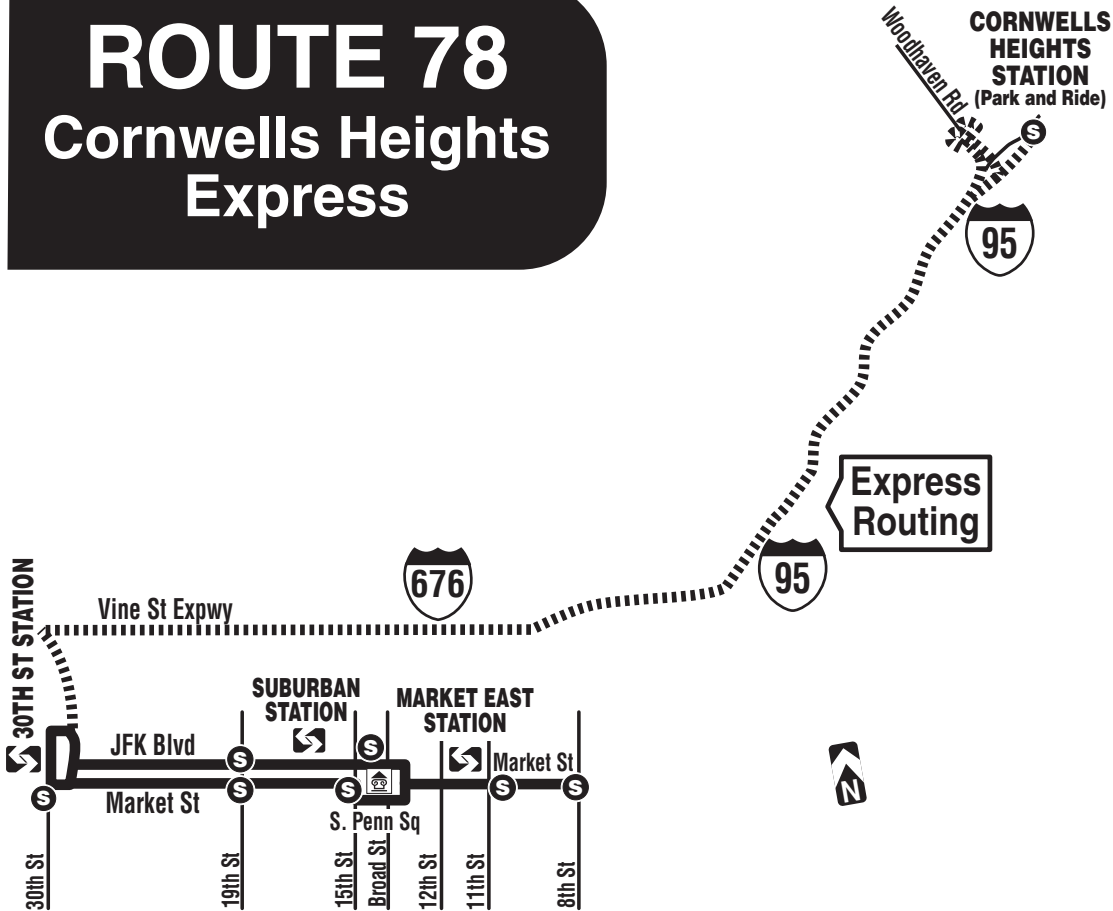 ROUTE 78
Cornwells Heights
Express
Woodhaven Rd
CORNWELLS
HEIGHTS
STATION
(Park and Ride)
S
95
Express
Routing
95
676
Vine St Expwy
30TH ST STATION
SUBURBAN
STATION
MARKET EAST
STATION
JFK Blvd
S
S
Market St
S
S
S
Market St
S
S
S. Penn Sq
N
30th St
19th St
15th St
Broad St
12th St
11th St
8th St